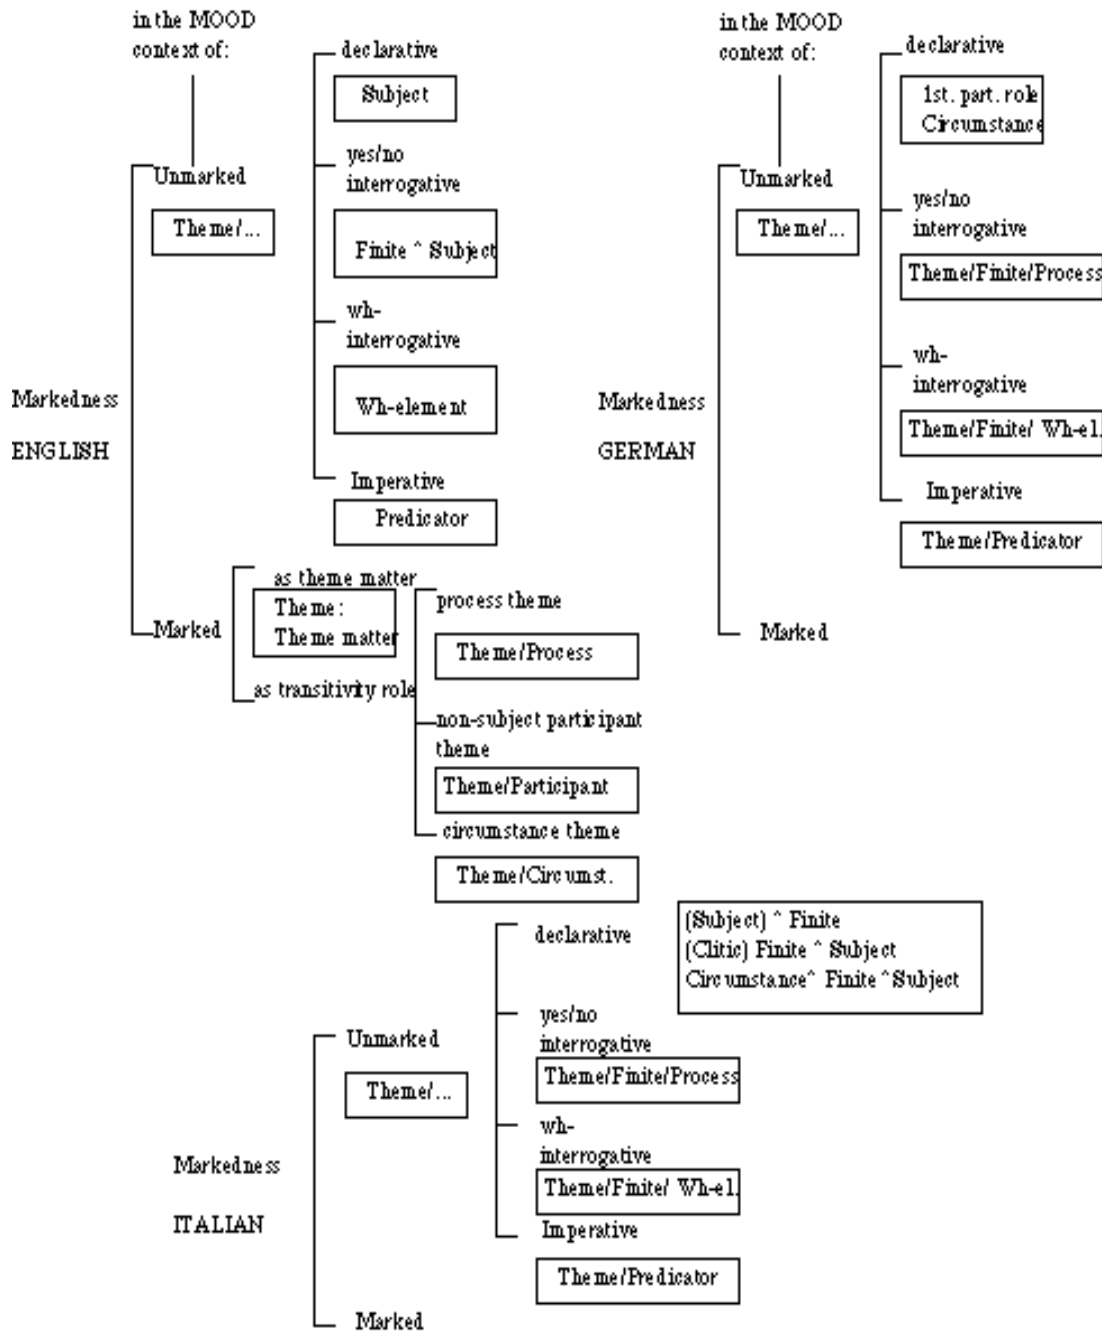 in the MOOD
context of:
declarative
Subject
yes/no
interrogative
Unmarked
Theme/...
Finite ^ Subject
wh-
interrogative
Wh-element
Markedness
ENGLISH
Imperative
Predicator
as theme matter
Theme:
Theme matter
Marked
as transitivity role
process theme
Theme/Process
non-subject participant
theme
Theme/Participant
circumstance theme
Theme/Circumst.
in the MOOD
context of:
declarative
1st. part. role
Circumstance
Unmarked
Theme/...
yes/no
interrogative
Theme/Finite/Process
wh-
interrogative
Theme/Finite/ Wh-el.
Markedness
GERMAN
Imperative
Theme/Predicator
Marked
declarative
(Subject) ^ Finite
(Clitic) Finite ^ Subject
Circumstance^ Finite ^Subject
Unmarked
Theme/...
yes/no
interrogative
Theme/Finite/Process
wh-
interrogative
Theme/Finite/ Wh-el.
Markedness
ITALIAN
Imperative
Theme/Predicator
Marked